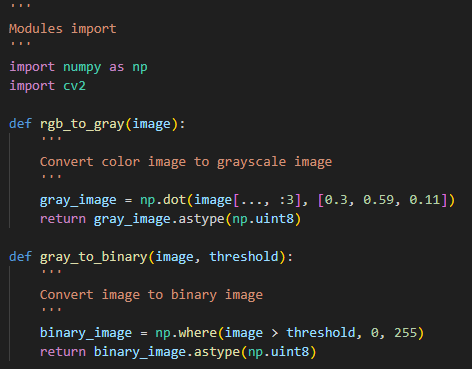 '''
Modules import
'''
import numpy as np
import cv2

def rgb_to_gray(image):
    '''
    Convert color image to grayscale image
    '''
    gray_image = np.dot(image[..., :3], [0.3, 0.59, 0.11])
    return gray_image.astype(np.uint8)

def gray_to_binary(image, threshold):
    '''
    Convert image to binary image
    '''
    binary_image = np.where(image > threshold, 0, 255)
    return binary_image.astype(np.uint8)